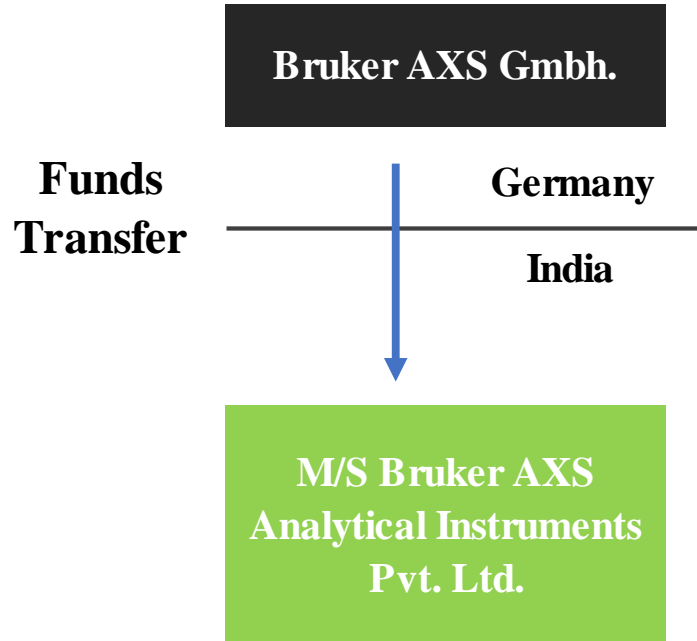 Bruker AXS Gmbh.
Funds
Transfer
Germany
India
M/S Bruker AXS
Analytical Instruments
Pvt. Ltd.